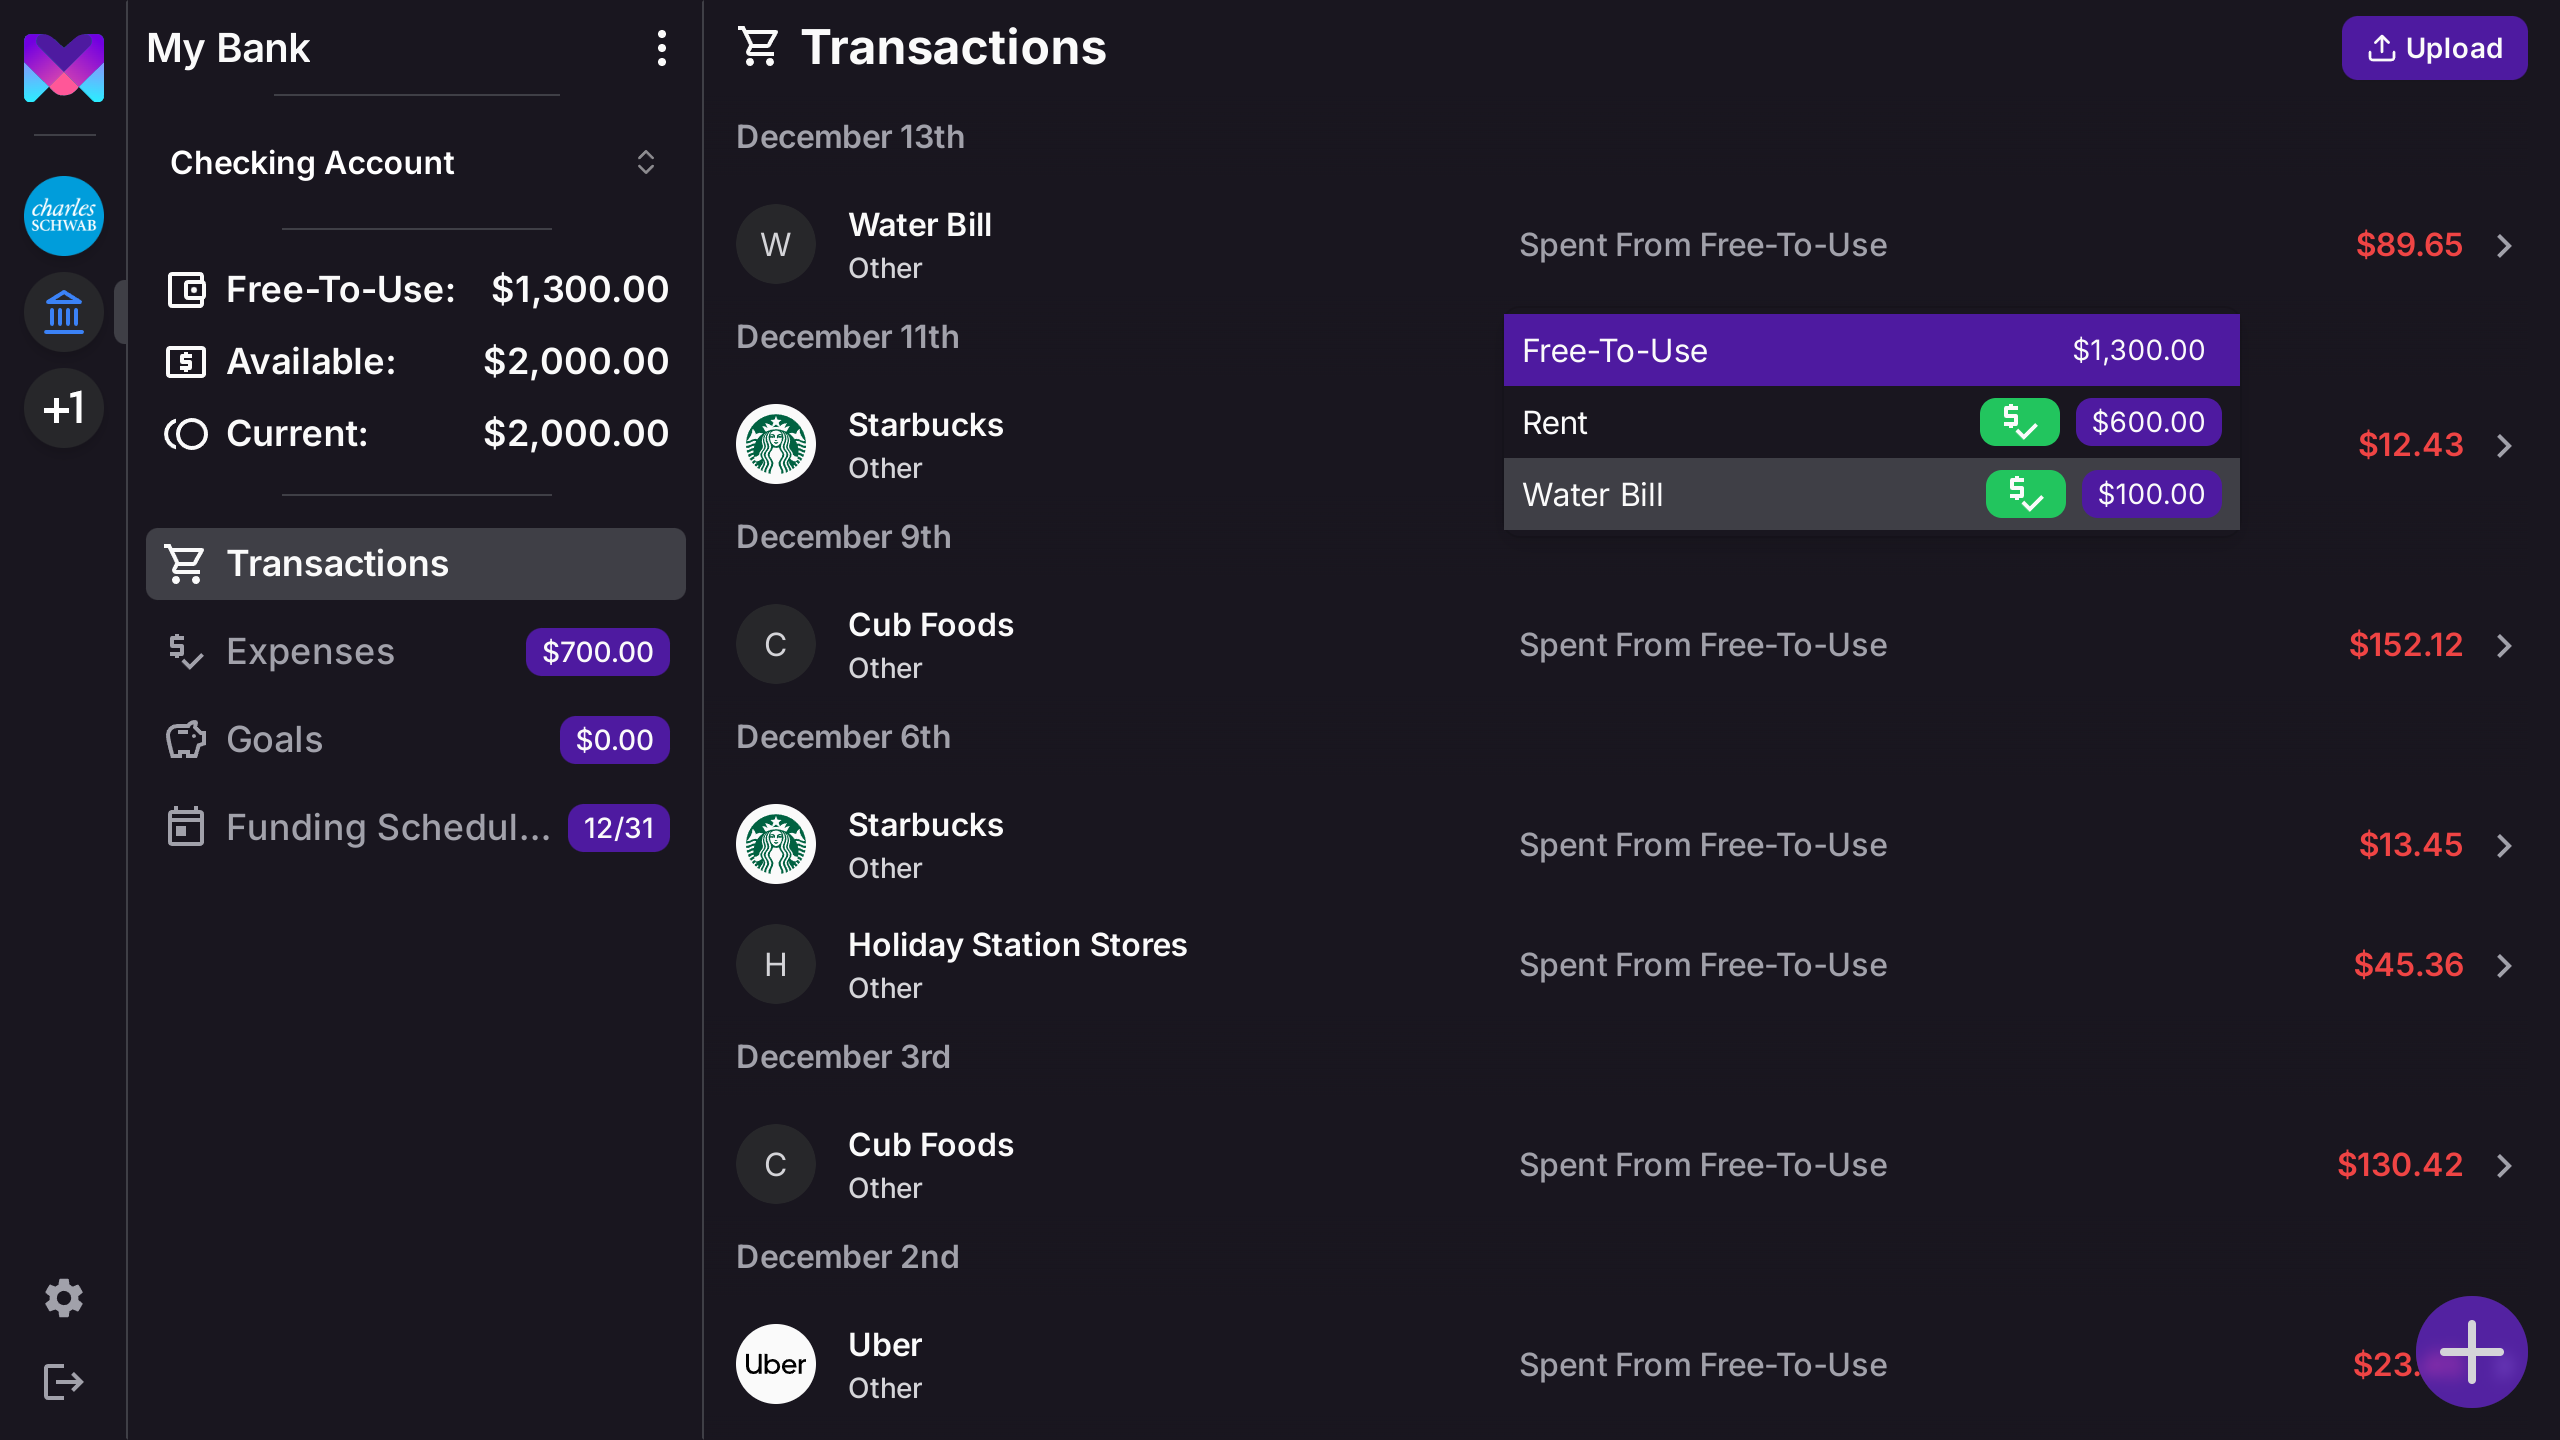 My Bank
Checking Account
Free-To-Use: $1,300.00
Available: $2,000.00
Current: $2,000.00
Transactions
Expenses $700.00
Goals $0.00
Funding Schedul... 12/31
charles
SCHWAB
+1
Transactions
Upload
December 13th
W
Water Bill
Other
Spent From Free-To-Use
$89.65
December 11th
Starbucks
Other
$12.43
Free-To-Use $1,300.00
Rent $600.00
Water Bill $100.00
December 9th
C
Cub Foods
Other
Spent From Free-To-Use
$152.12
December 6th
Starbucks
Other
Spent From Free-To-Use
$13.45
H
Holiday Station Stores
Other
Spent From Free-To-Use
$45.36
December 3rd
C
Cub Foods
Other
Spent From Free-To-Use
$130.42
December 2nd
Uber
Uber
Other
Spent From Free-To-Use
$23.